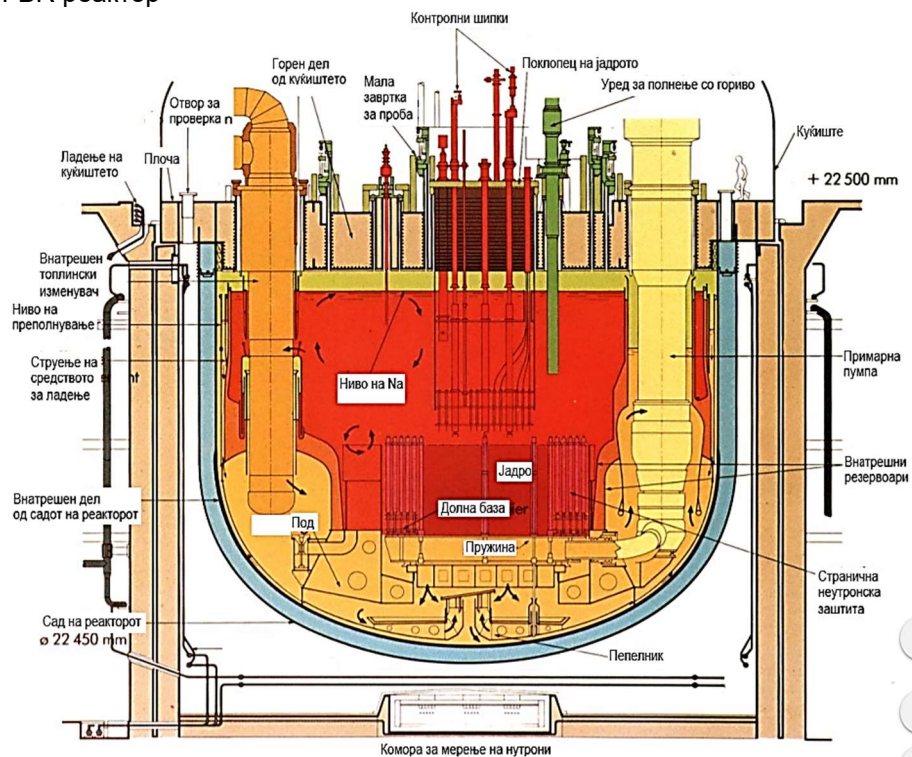 реактор
Контролни шипки
Горен дел
од куќиштето
Мала
завртка
за проба
Поклопец на јадрото
Уред за полнење со гориво
Отвор за
проверка n
Куќиште
Ладење на
куќиштето
Плоча
+ 22 500 mm
Внатрешен
топлински
изменувач
Ниво на
преполнување
Струење на
средството
за ладење
Ниво на Na
Примарна
пумпа
Јадро
Внатрешни
резервоари
Внатрешен дел
од садот на реакторот
Долна база
Под
Пружина
Странична
неутронска
заштита
Сад на реакторот
ø 22 450 mm
Пепелник
Комора за мерење на нутрони